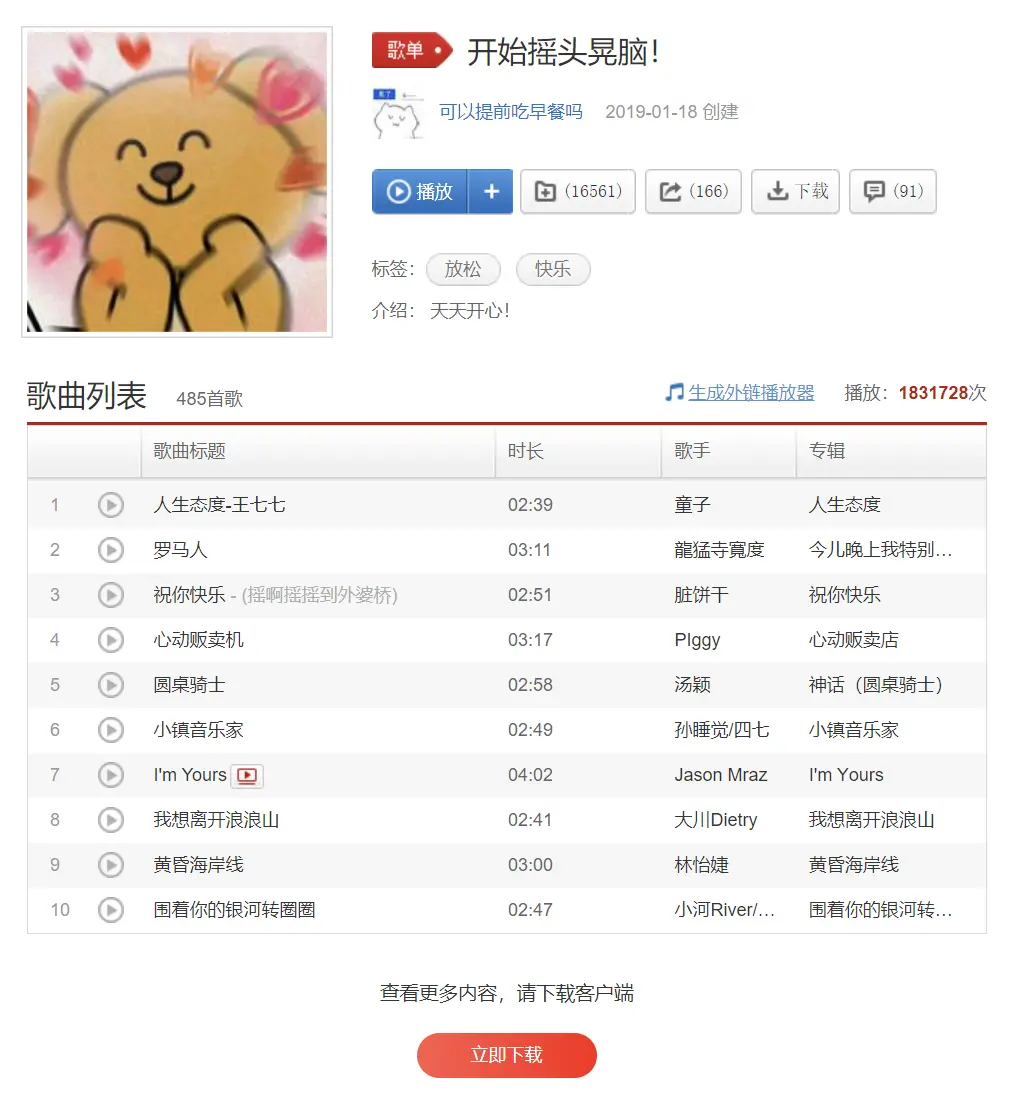 歌单 开始摇头晃脑！
可以提前吃早餐吗 2019-01-18 创建
播放 + (16561) (166) 下载 (91)
标签： 放松 快乐
介绍： 天天开心！
歌曲列表 485首歌 生成外链播放器 播放：1831728次
歌曲标题 时长 歌手 专辑
1 人生态度-王七七 02:39 童子 人生态度
2 罗马人 03:11 龍猛寺寬度 今儿晚上我特别…
3 祝你快乐 - (摇啊摇摇到外婆桥) 02:51 脏饼干 祝你快乐
4 心动贩卖机 03:17 PIggy 心动贩卖店
5 圆桌骑士 02:58 汤颖 神话（圆桌骑士）
6 小镇音乐家 02:49 孙睡觉/四七 小镇音乐家
7 I'm Yours 04:02 Jason Mraz I'm Yours
8 我想离开浪浪山 02:41 大川Dietry 我想离开浪浪山
9 黄昏海岸线 03:00 林怡婕 黄昏海岸线
10 围着你的银河转圈圈 02:47 小河River/… 围着你的银河转…
查看更多内容，请下载客户端
立即下载